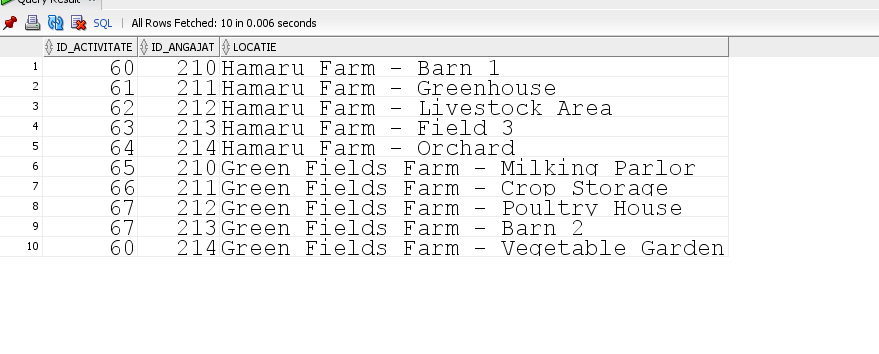 Query Result
SQL | All Rows Fetched: 10 in 0.006 seconds
ID_ACTIVITATE ID_ANGAJAT LOCATIE
1 60 210 Hamaru Farm - Barn 1
2 61 211 Hamaru Farm - Greenhouse
3 62 212 Hamaru Farm - Livestock Area
4 63 213 Hamaru Farm - Field 3
5 64 214 Hamaru Farm - Orchard
6 65 210 Green Fields Farm - Milking Parlor
7 66 211 Green Fields Farm - Crop Storage
8 67 212 Green Fields Farm - Poultry House
9 67 213 Green Fields Farm - Barn 2
10 60 214 Green Fields Farm - Vegetable Garden